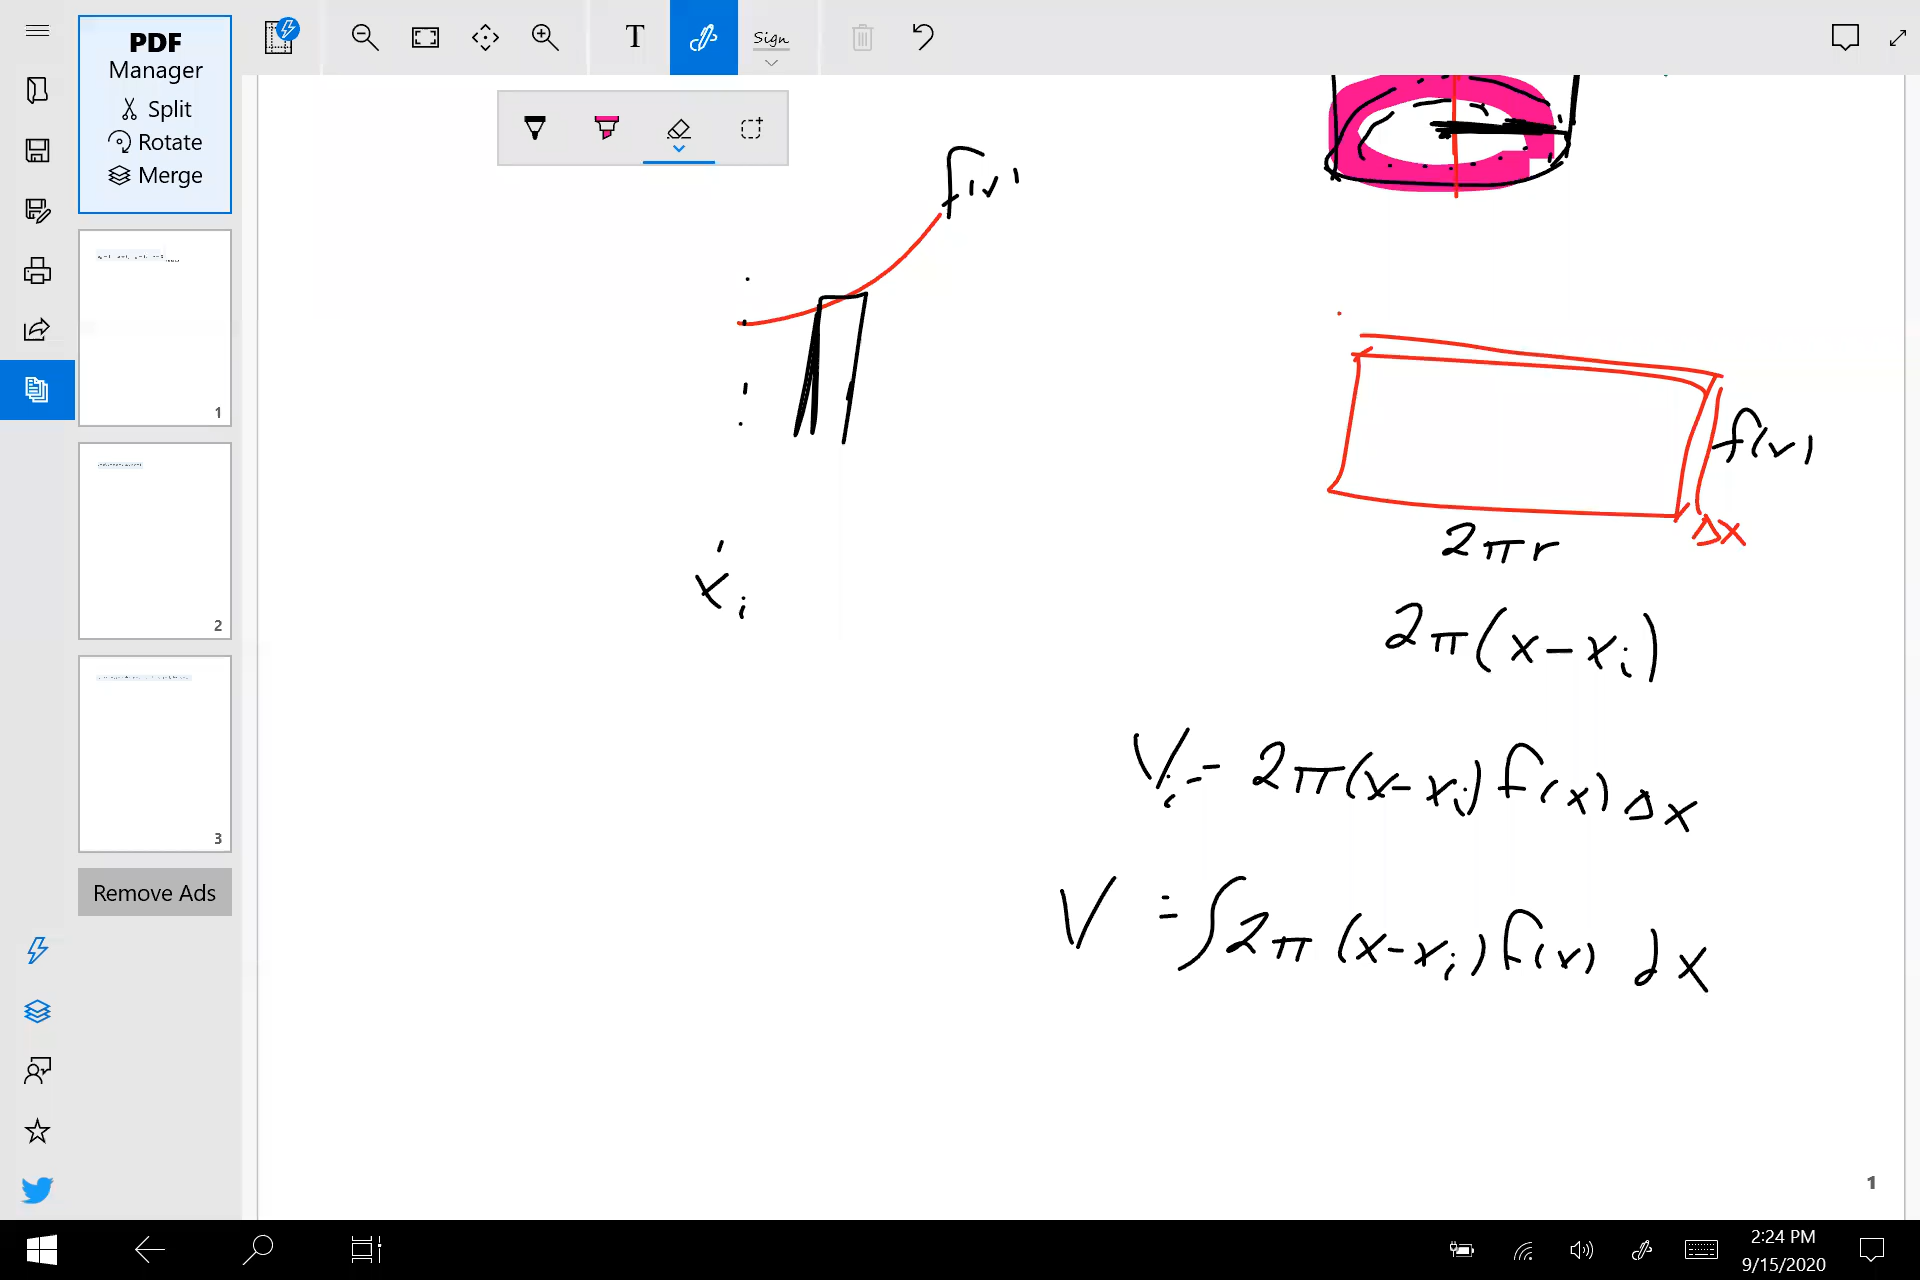 PDF
Manager
Split
Rotate
Merge
1
2
3
Remove Ads
T
Sign
f(x)
x i
f(x)
Δx
2πr
2π(x-xi)
Vi = 2π(x-xi) f(x) Δx
V = ∫2π (x-xi) f(x) dx
1
2:24 PM
9/15/2020